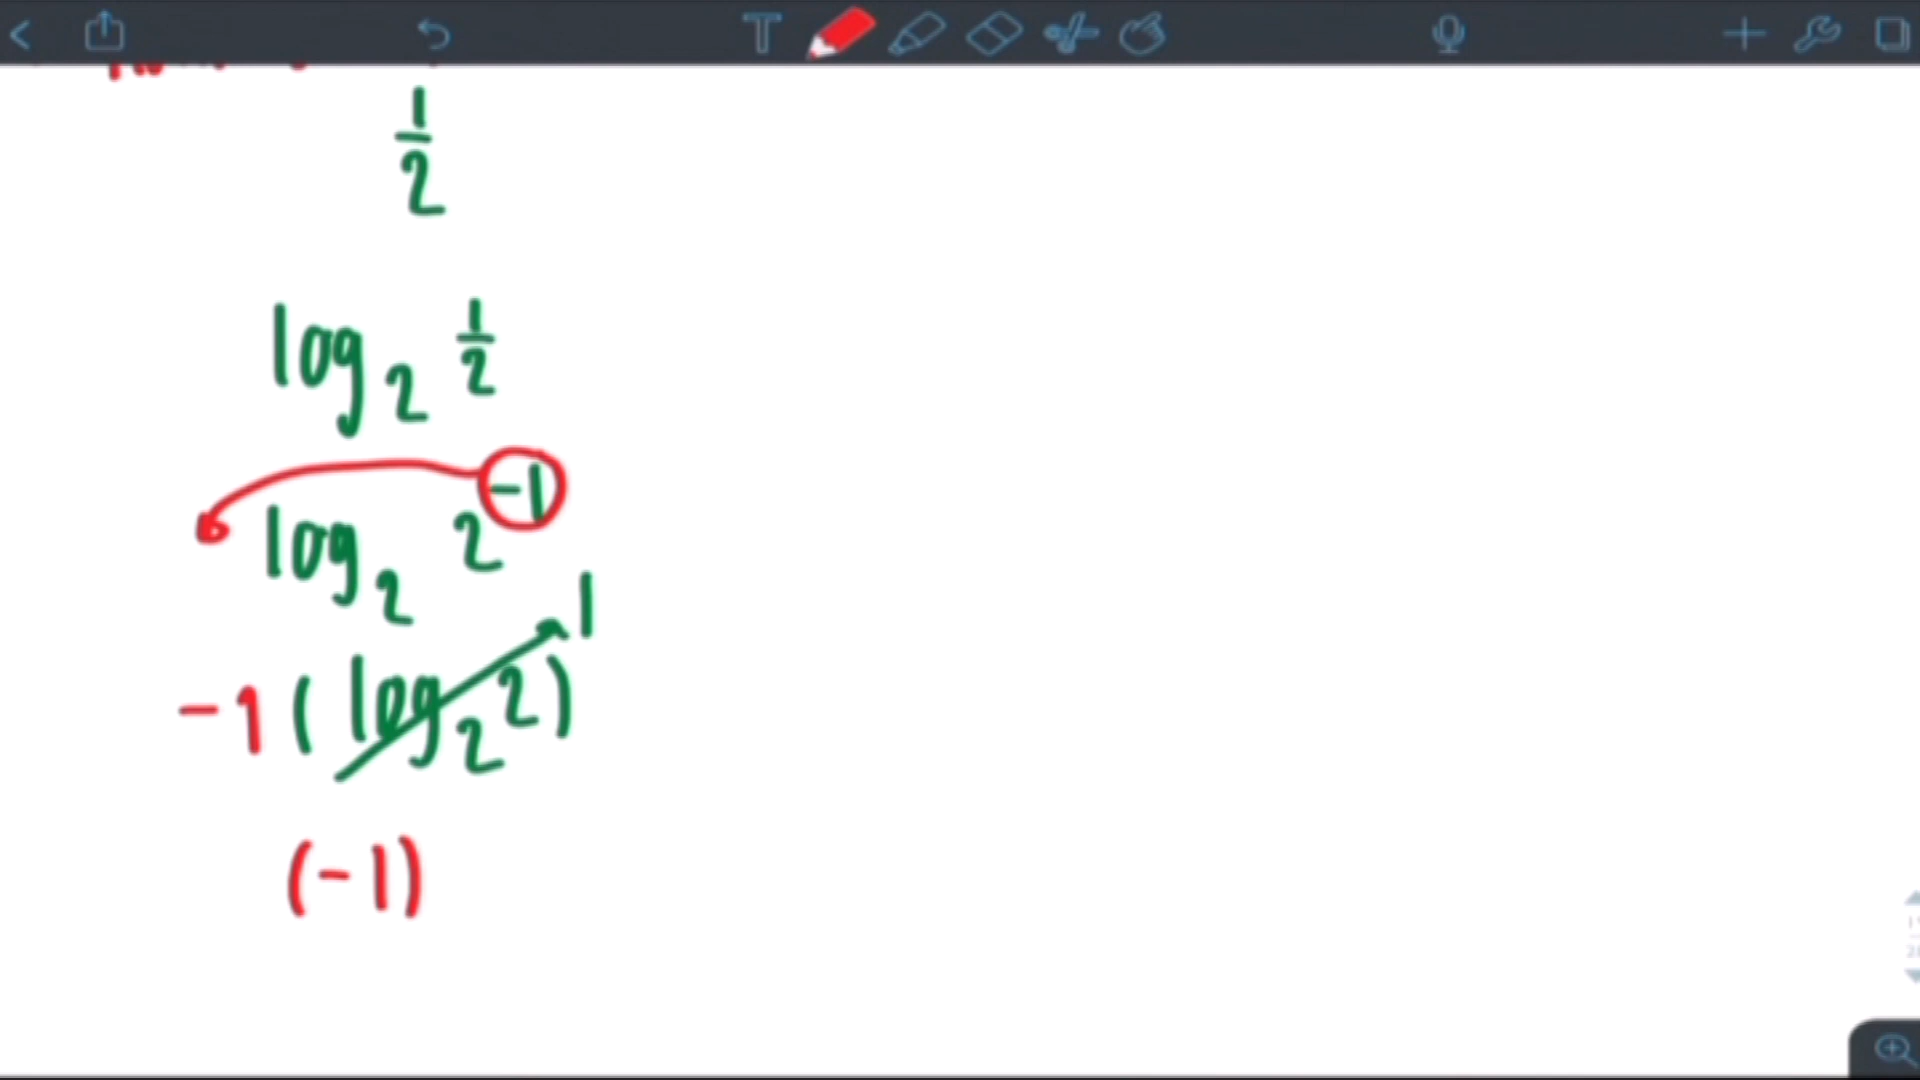 1/2
log₂ 1/2
log₂ 2⁻¹
-1 (log₂ 2) 1
(-1)